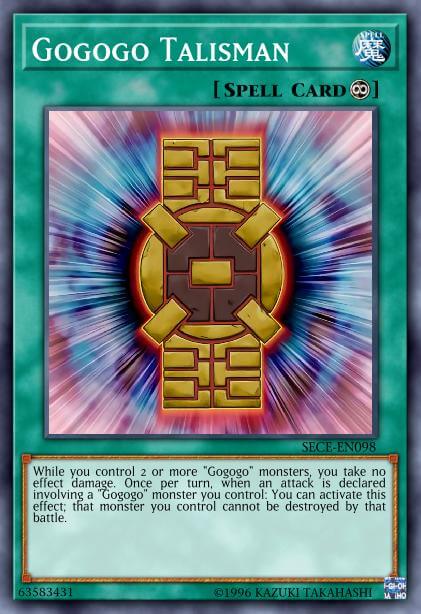 Gogogo Talisman
SPELL
魔
[Spell Card]
SECE-EN098
While you control 2 or more "Gogogo" monsters, you take no
effect damage. Once per turn, when an attack is declared
involving a "Gogogo" monster you control: You can activate this
effect; that monster you control cannot be destroyed by that
battle.
63583431
©1996 KAZUKI TAKAHASHI